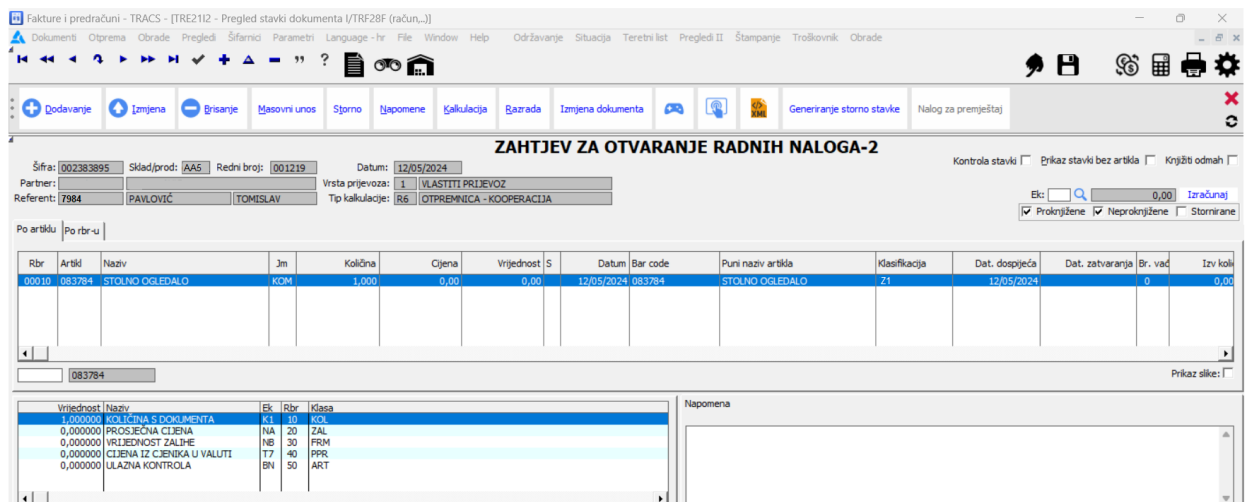 Fakture i predračuni - TRACS - [TRE21I2 - Pregled stavki dokumenta I/TRF28F (račun,..)]
Dokumenti Otprema Obrade Pregledi Šifarnici Parametri Language - hr File Window Help Održavanje Situacija Teretni list Pregledi II Štampanje Troškovnik Obrade
Dodavanje Izmjena Brisanje Masovni unos Storno Napomene Kalkulacija Razrada Izmjena dokumenta XML Generiranje storno stavke Nalog za premještaj
ZAHTJEV ZA OTVARANJE RADNIH NALOGA-2
Kontrola stavki Prikaz stavki bez artikla Knjižiti odmah
Šifra: 002383895 Sklad/prod: AA5 Redni broj: 001219 Datum: 12/05/2024
Partner: Vrsta prijevoza: 1 VLASTITI PRIJEVOZ
Referent: 7984 PAVLOVIĆ TOMISLAV Tip kalkulacije: R6 OTPREMNICA - KOOPERACIJA
Ek: 0,00 Izračunaj
Proknjižene Neproknjižene Stornirane
Po artiklu Po rbr-u
Rbr Artikl Naziv Jm Količna Cijena Vrijednost S Datum Bar code Puni naziv artikla Klasifikacija Dat. dospijeća Dat. zatvaranja Br. vad Izv koli
00010 083784 STOLNO OGLEDALO KOM 1,000 0,00 0,00 12/05/2024 083784 STOLNO OGLEDALO Z1 12/05/2024 0 0,00
083784
Prikaz slike:
Vrijednost Naziv Ek Rbr Klasa
1,000000 KOLIČINA S DOKUMENTA K1 10 KOL
0,000000 PROSJEČNA CIJENA NA 20 ZAL
0,000000 VRIJEDNOST ZALIHE NB 30 FRM
0,000000 CIJENA IZ CJENIKA U VALUTI T7 40 PPR
0,000000 ULAZNA KONTROLA BN 50 ART
Napomena